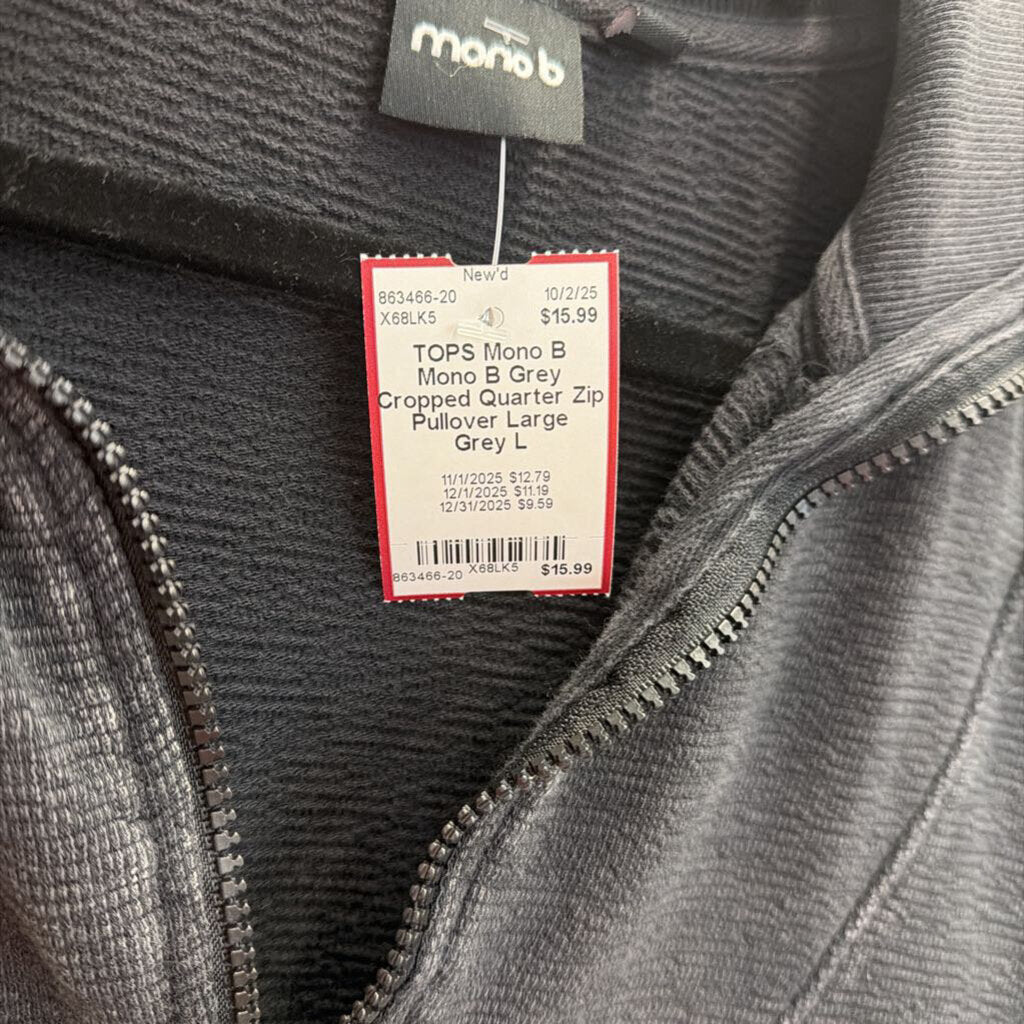 mono b
New'd
863466-20 10/2/25
X68LK5 $15.99
TOPS Mono B
Mono B Grey
Cropped Quarter Zip
Pullover Large
Grey L
11/1/2025 $12.79
12/1/2025 $11.19
12/31/2025 $9.59
863466-20 X68LK5 $15.99